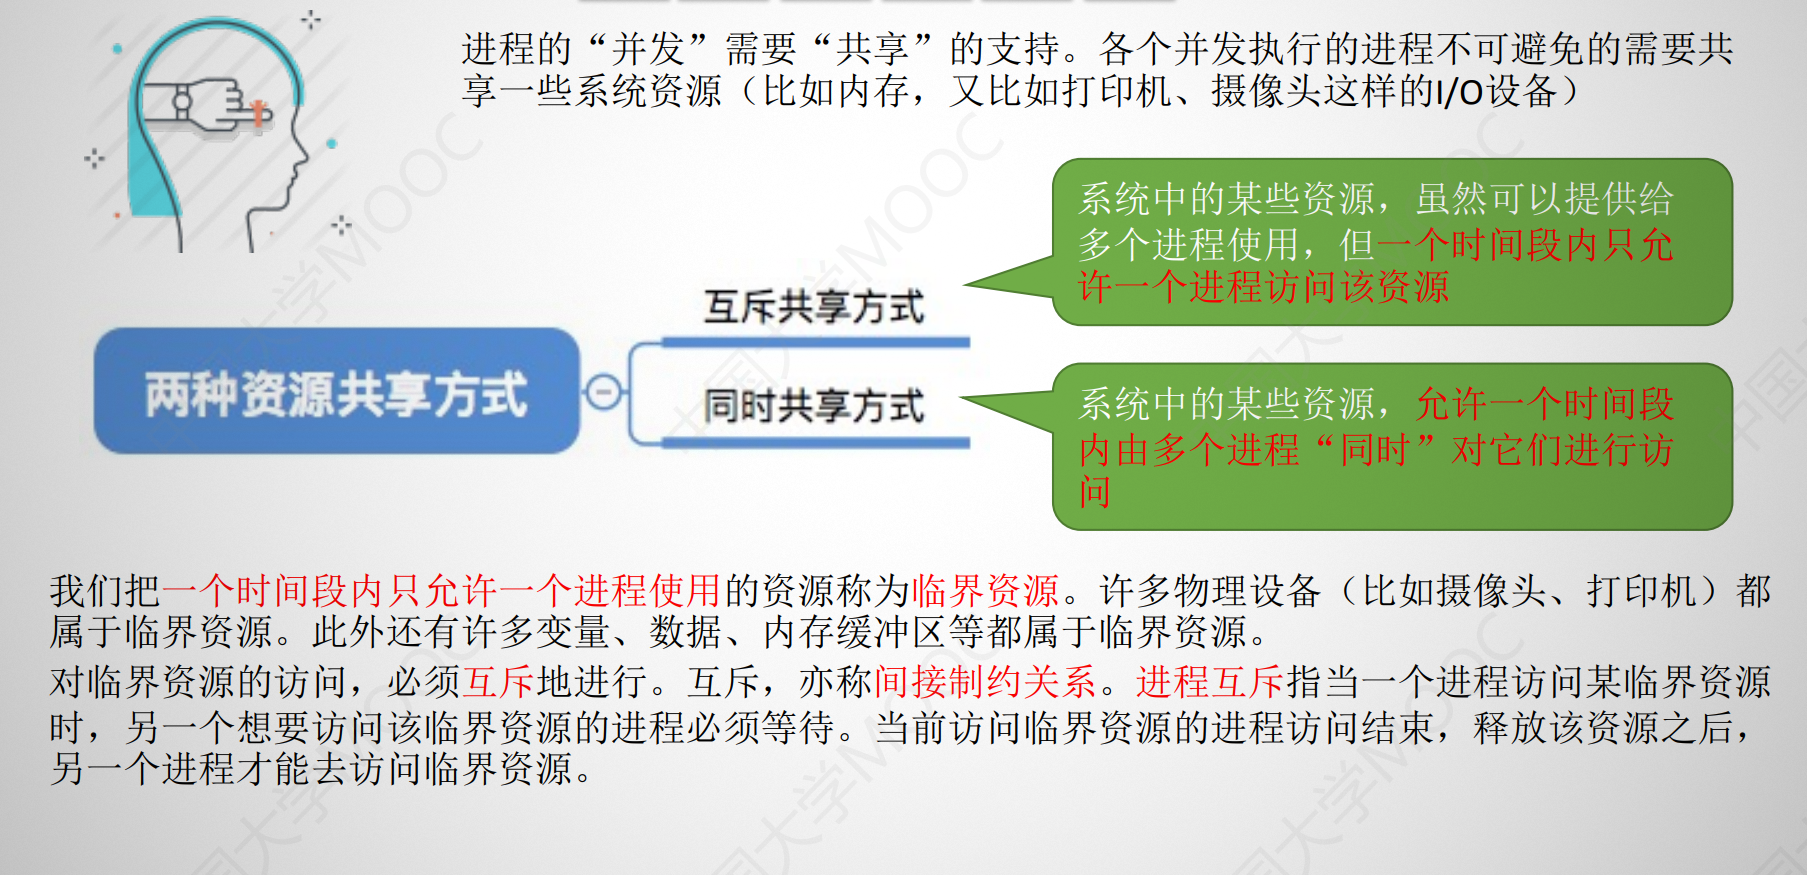 进程的“并发”需要“共享”的支持。各个并发执行的进程不可避免的需要共
享一些系统资源（比如内存，又比如打印机、摄像头这样的I/O设备）
系统中的某些资源，虽然可以提供给
多个进程使用，但一个时间段内只允
许一个进程访问该资源
互斥共享方式
两种资源共享方式
同时共享方式
系统中的某些资源，允许一个时间段
内由多个进程“同时”对它们进行访
问
我们把一个时间段内只允许一个进程使用的资源称为临界资源。许多物理设备（比如摄像头、打印机）都
属于临界资源。此外还有许多变量、数据、内存缓冲区等都属于临界资源。
对临界资源的访问，必须互斥地进行。互斥，亦称间接制约关系。进程互斥指当一个进程访问某临界资源
时，另一个想要访问该临界资源的进程必须等待。当前访问临界资源的进程访问结束，释放该资源之后，
另一个进程才能去访问临界资源。
中国大学MOOC